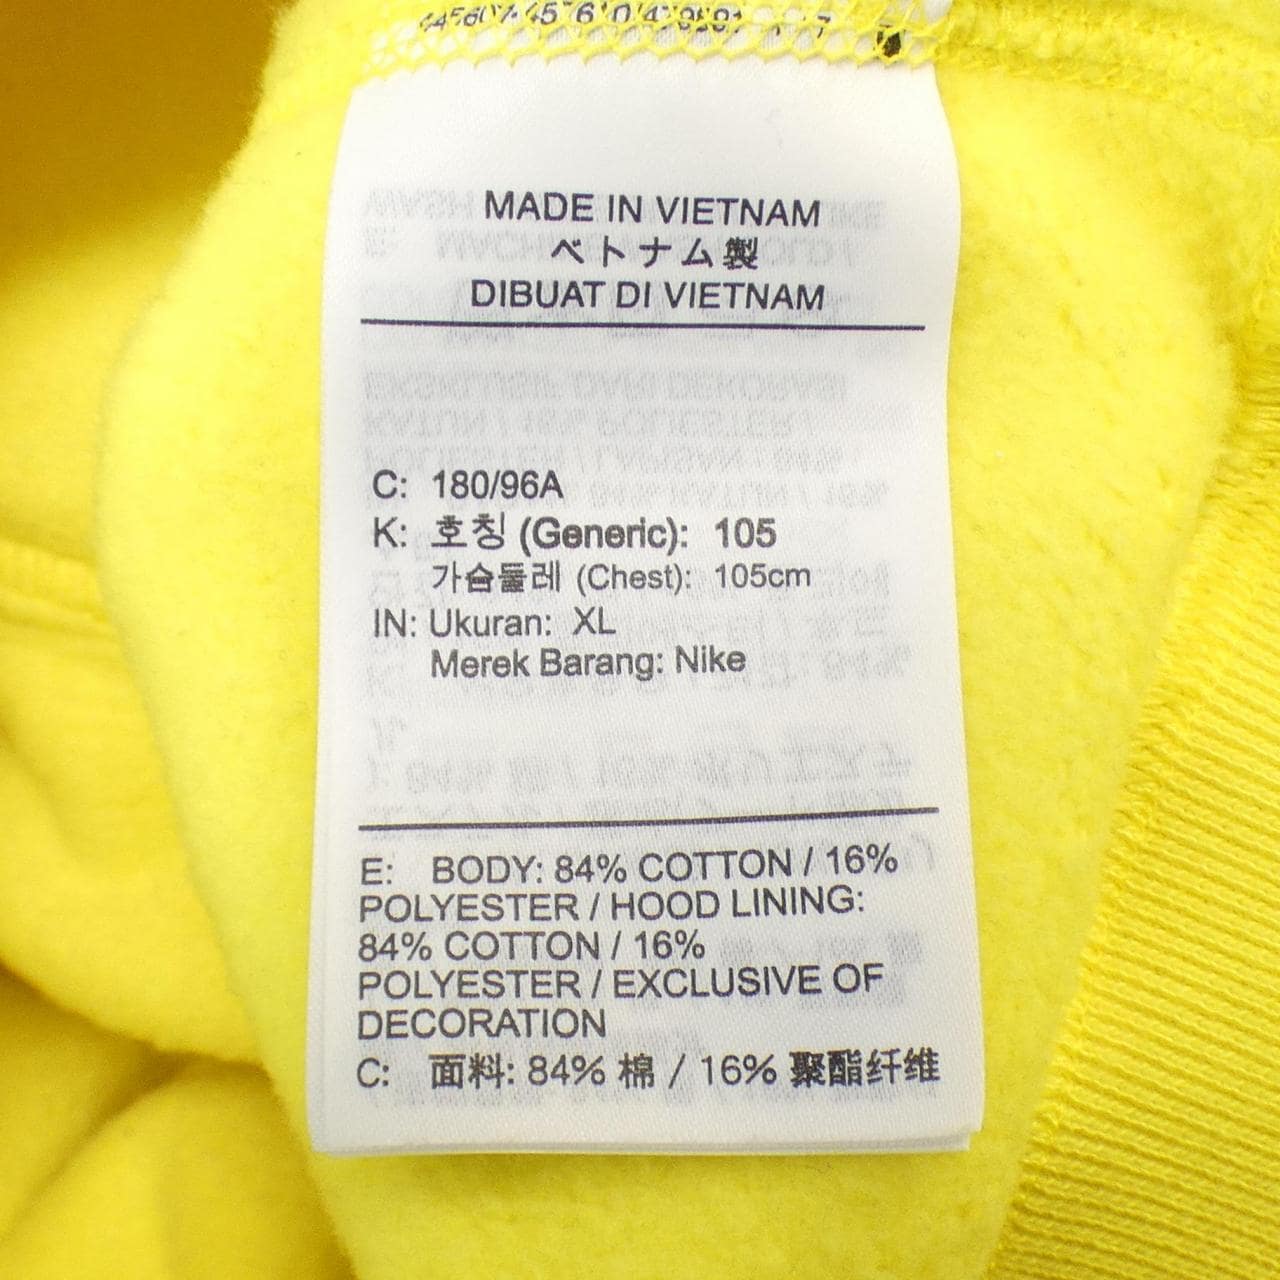 MADE IN VIETNAM
ベトナム製
DIBUAT DI VIETNAM
C: 180/96A
K: 호칭 (Generic): 105
가슴둘레 (Chest): 105cm
IN: Ukuran: XL
Merek Barang: Nike
E: BODY: 84% COTTON / 16%
POLYESTER / HOOD LINING:
84% COTTON / 16%
POLYESTER / EXCLUSIVE OF
DECORATION
C: 面料: 84% 棉 / 16% 聚酯纤维